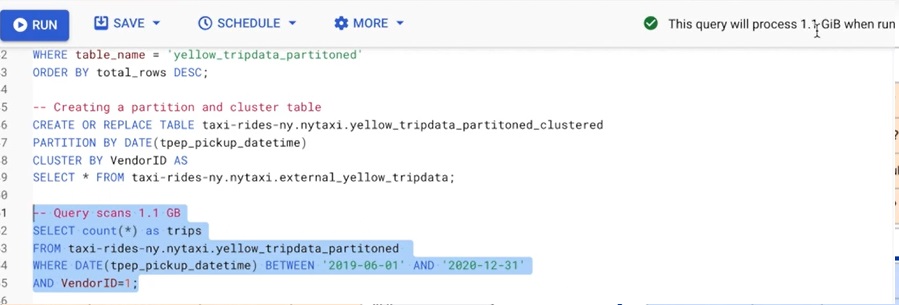 RUN SAVE SCHEDULE MORE This query will process 1.1 GiB when run
2 WHERE table_name = 'yellow_tripdata_partitoned'
3 ORDER BY total_rows DESC;
4
5 -- Creating a partition and cluster table
6 CREATE OR REPLACE TABLE taxi-rides-ny.nytaxi.yellow_tripdata_partitoned_clustered
7 PARTITION BY DATE(tpep_pickup_datetime)
8 CLUSTER BY VendorID AS
9 SELECT * FROM taxi-rides-ny.nytaxi.external_yellow_tripdata;
0
1 -- Query scans 1.1 GB
2 SELECT count(*) as trips
3 FROM taxi-rides-ny.nytaxi.yellow_tripdata_partitoned
4 WHERE DATE(tpep_pickup_datetime) BETWEEN '2019-06-01' AND '2020-12-31'
5 AND VendorID=1;
6